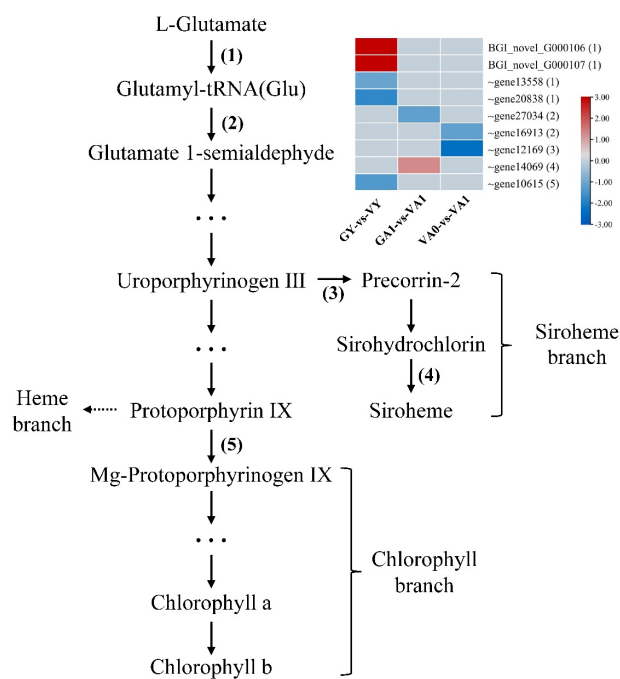 L-Glutamate
(1)
Glutamyl-tRNA(Glu)
(2)
Glutamate 1-semialdephyde
...
Uroporphyrinogen III
(3)
Precorrin-2
...
Sirohydrochlorin
(4)
Siroheme
Siroheme
branch
Heme
branch
Protoporphyrin IX
(5)
Mg-Protoporphyrinogen IX
...
Chlorophyll a
Chlorophyll b
Chlorophyll
branch
BGI_novel_G000106 (1)
BGI_novel_G000107 (1)
~gene13558 (1)
~gene20838 (1)
~gene27034 (2)
~gene16913 (2)
~gene12169 (3)
~gene14069 (4)
~gene10615 (5)
GY-vs-VY
GA1-vs-VA1
VA0-vs-VA1
3.00
2.00
1.00
0.00
-1.00
-2.00
-3.00